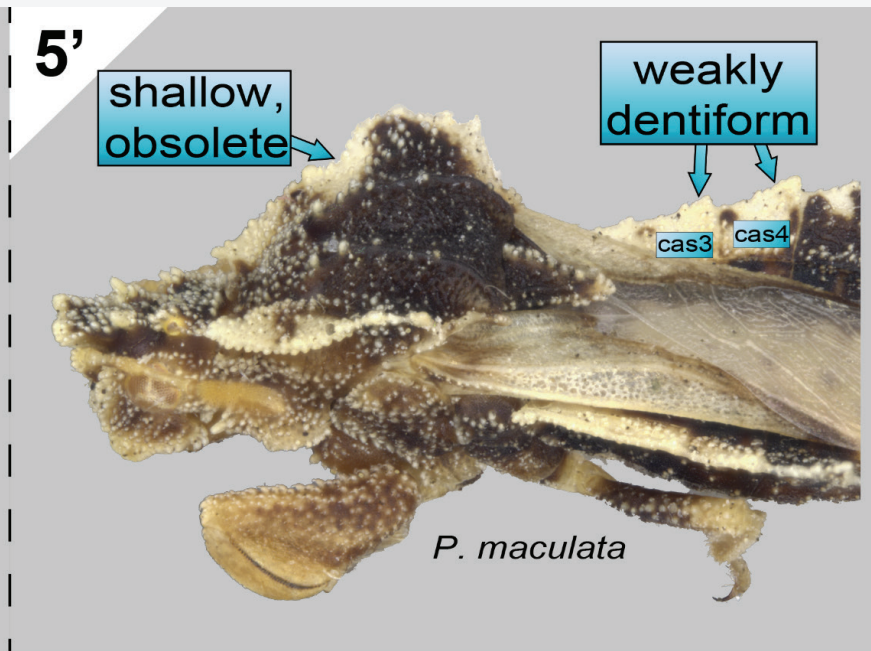 5’
shallow,
obsolete
weakly
dentiform
cas3
cas4
P. maculata